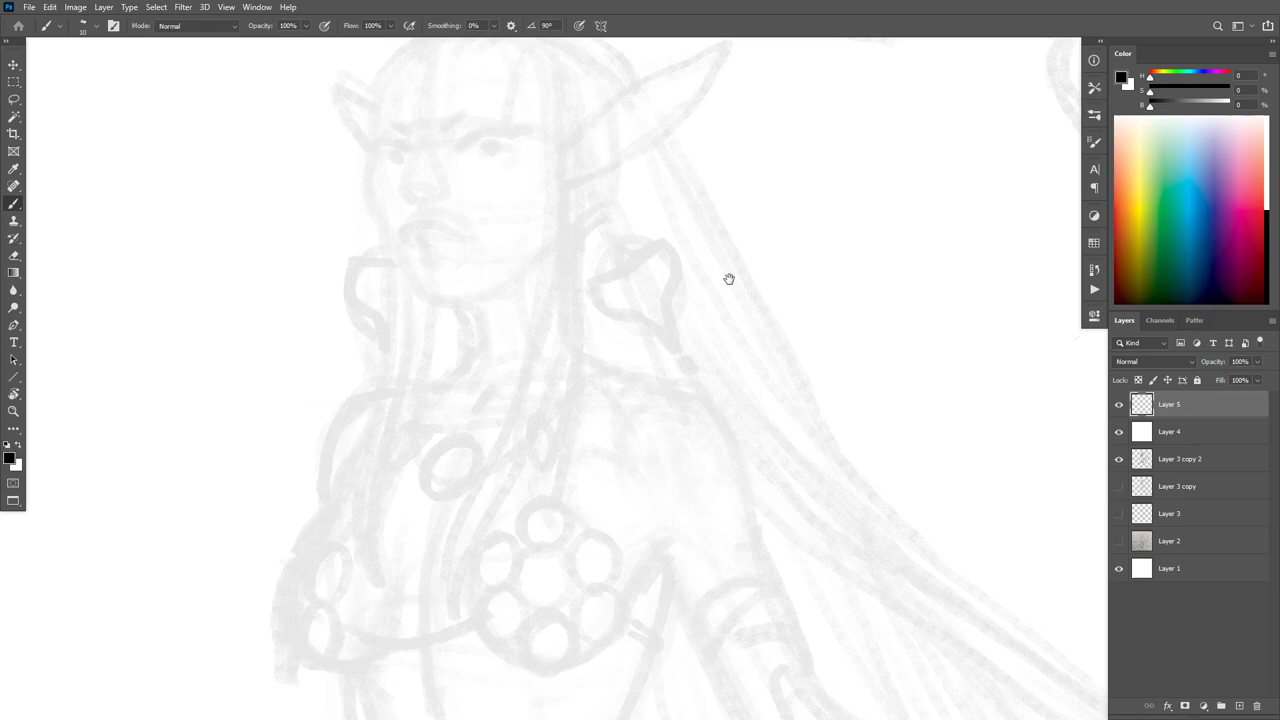 Ps File Edit Image Layer Type Select Filter 3D View Window Help
10 Mode: Normal Opacity: 100% Flow: 100% Smoothing: 0% 90°
Color
H 0 °
S 0 %
B 0 %
Layers Channels Paths
Kind
Normal Opacity: 100%
Lock: Fill: 100%
Layer 5
Layer 4
Layer 3 copy 2
Layer 3 copy
Layer 3
Layer 2
Layer 1